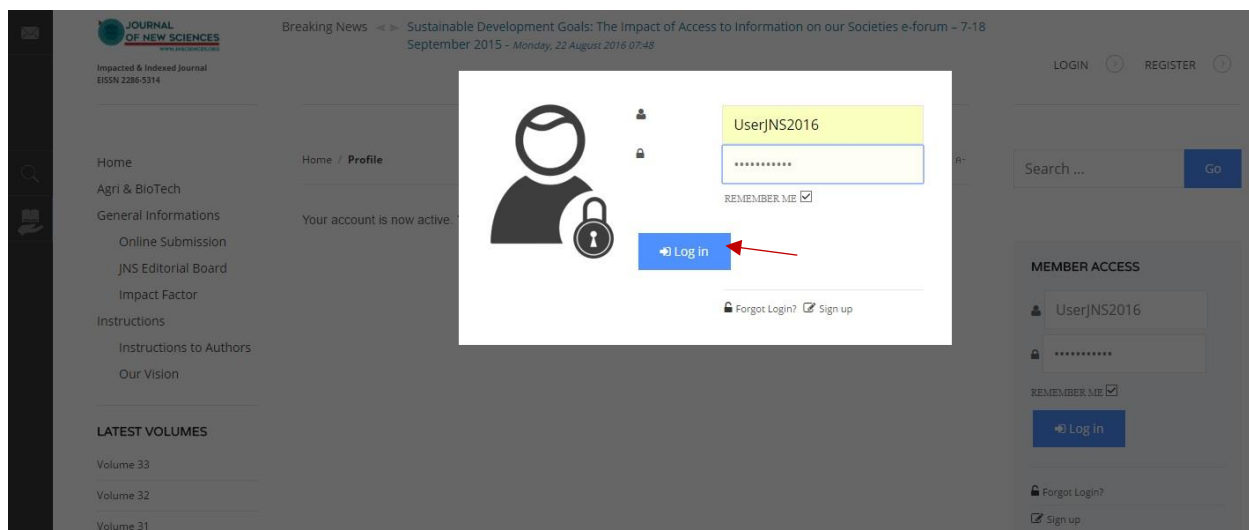 JOURNAL
OF NEW SCIENCES
WWW.JNSCIENCES.ORG
Impacted & Indexed Journal
EISSN 2286-5314
Breaking News
Sustainable Development Goals: The Impact of Access to Information on our Societies e-forum – 7-18
September 2015 - Monday, 22 August 2016 07:48
LOGIN
REGISTER
Home
Agri & BioTech
General Informations
Online Submission
JNS Editorial Board
Impact Factor
Instructions
Instructions to Authors
Our Vision
LATEST VOLUMES
Volume 33
Volume 32
Volume 31
Home / Profile
A-
Your account is now active.
UserJNS2016
•••••••••••
REMEMBER ME
Log in
Forgot Login? Sign up
Search ...
Go
MEMBER ACCESS
UserJNS2016
•••••••••••
REMEMBER ME
Log in
Forgot Login?
Sign up